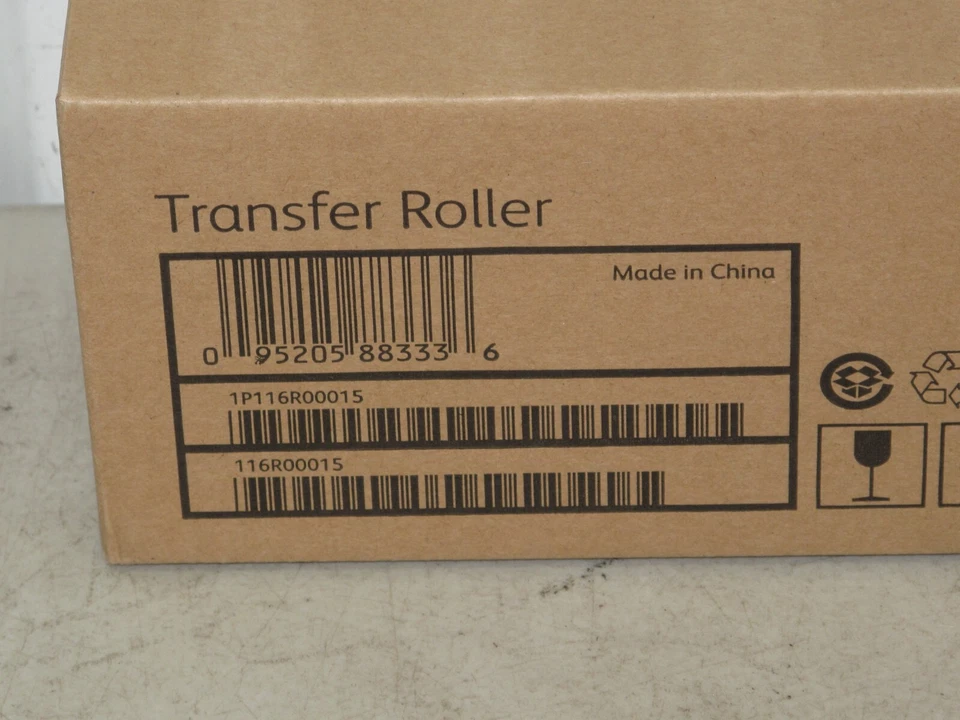 Transfer Roller
Made in China
0 95205 88333 6
1P116R00015
116R00015